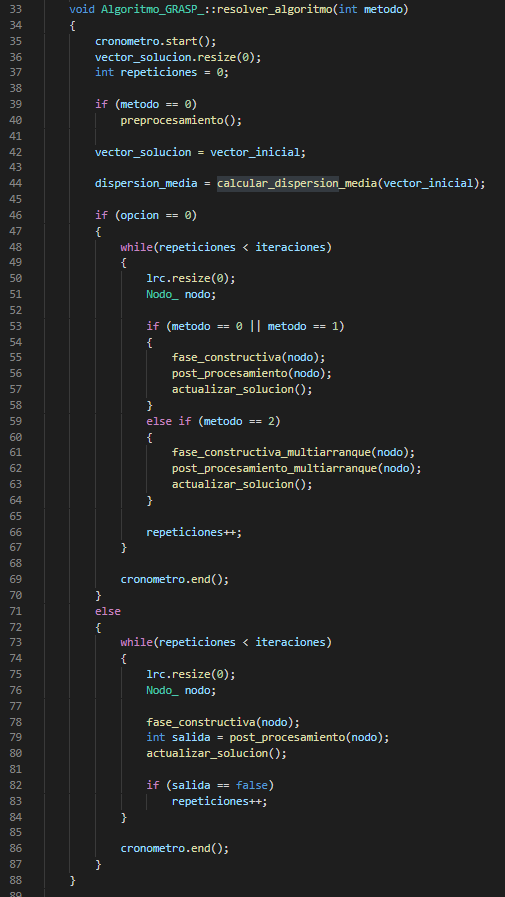 33 void Algoritmo_GRASP_::resolver_algoritmo(int metodo)
34 {
35 cronometro.start();
36 vector_solucion.resize(0);
37 int repeticiones = 0;
38
39 if (metodo == 0)
40 preprocesamiento();
41
42 vector_solucion = vector_inicial;
43
44 dispersion_media = calcular_dispersion_media(vector_inicial);
45
46 if (opcion == 0)
47 {
48 while(repeticiones < iteraciones)
49 {
50 lrc.resize(0);
51 Nodo_ nodo;
52
53 if (metodo == 0 || metodo == 1)
54 {
55 fase_constructiva(nodo);
56 post_procesamiento(nodo);
57 actualizar_solucion();
58 }
59 else if (metodo == 2)
60 {
61 fase_constructiva_multiarranque(nodo);
62 post_procesamiento_multiarranque(nodo);
63 actualizar_solucion();
64 }
65
66 repeticiones++;
67 }
68
69 cronometro.end();
70 }
71 else
72 {
73 while(repeticiones < iteraciones)
74 {
75 lrc.resize(0);
76 Nodo_ nodo;
77
78 fase_constructiva(nodo);
79 int salida = post_procesamiento(nodo);
80 actualizar_solucion();
81
82 if (salida == false)
83 repeticiones++;
84 }
85
86 cronometro.end();
87 }
88 }
89